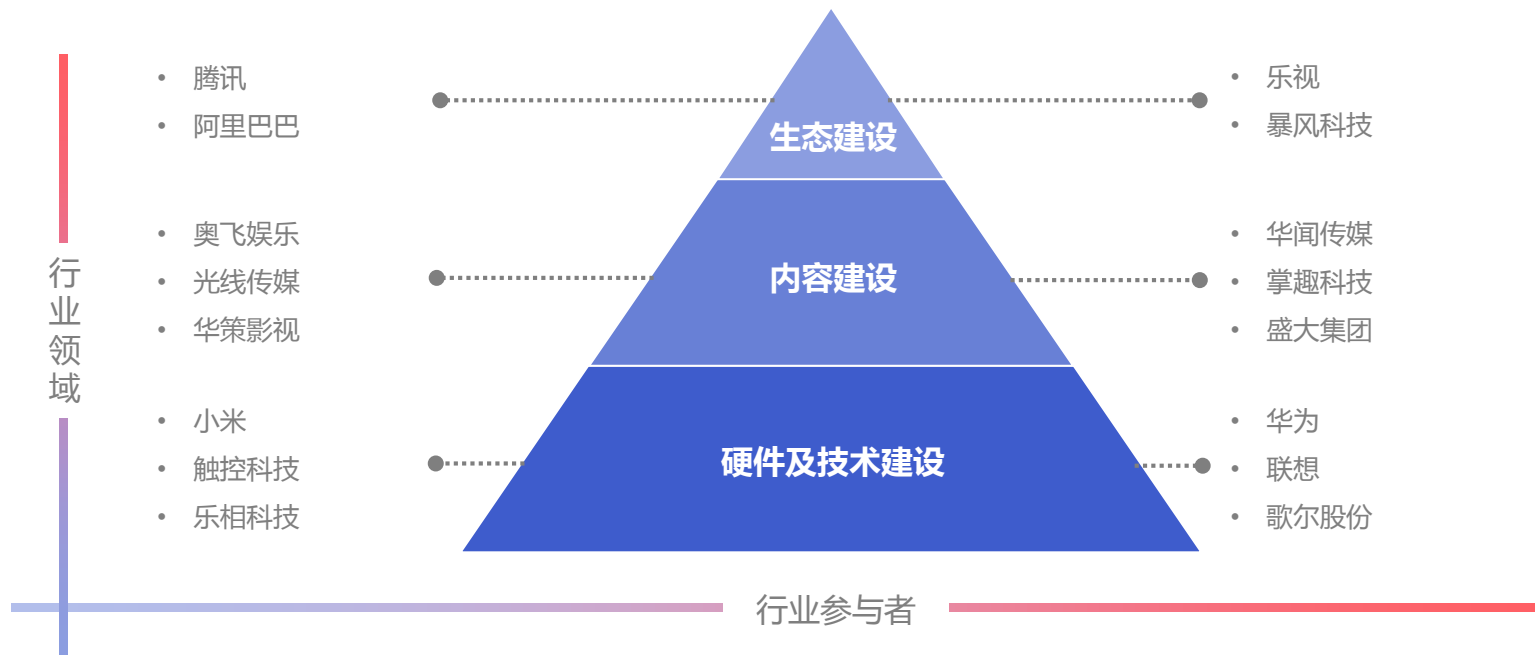 • 腾讯
• 阿里巴巴
生态建设
• 乐视
• 暴风科技
• 奥飞娱乐
• 光线传媒
• 华策影视
内容建设
• 华闻传媒
• 掌趣科技
• 盛大集团
行业领域
• 小米
• 触控科技
• 乐相科技
硬件及技术建设
• 华为
• 联想
• 歌尔股份
行业参与者